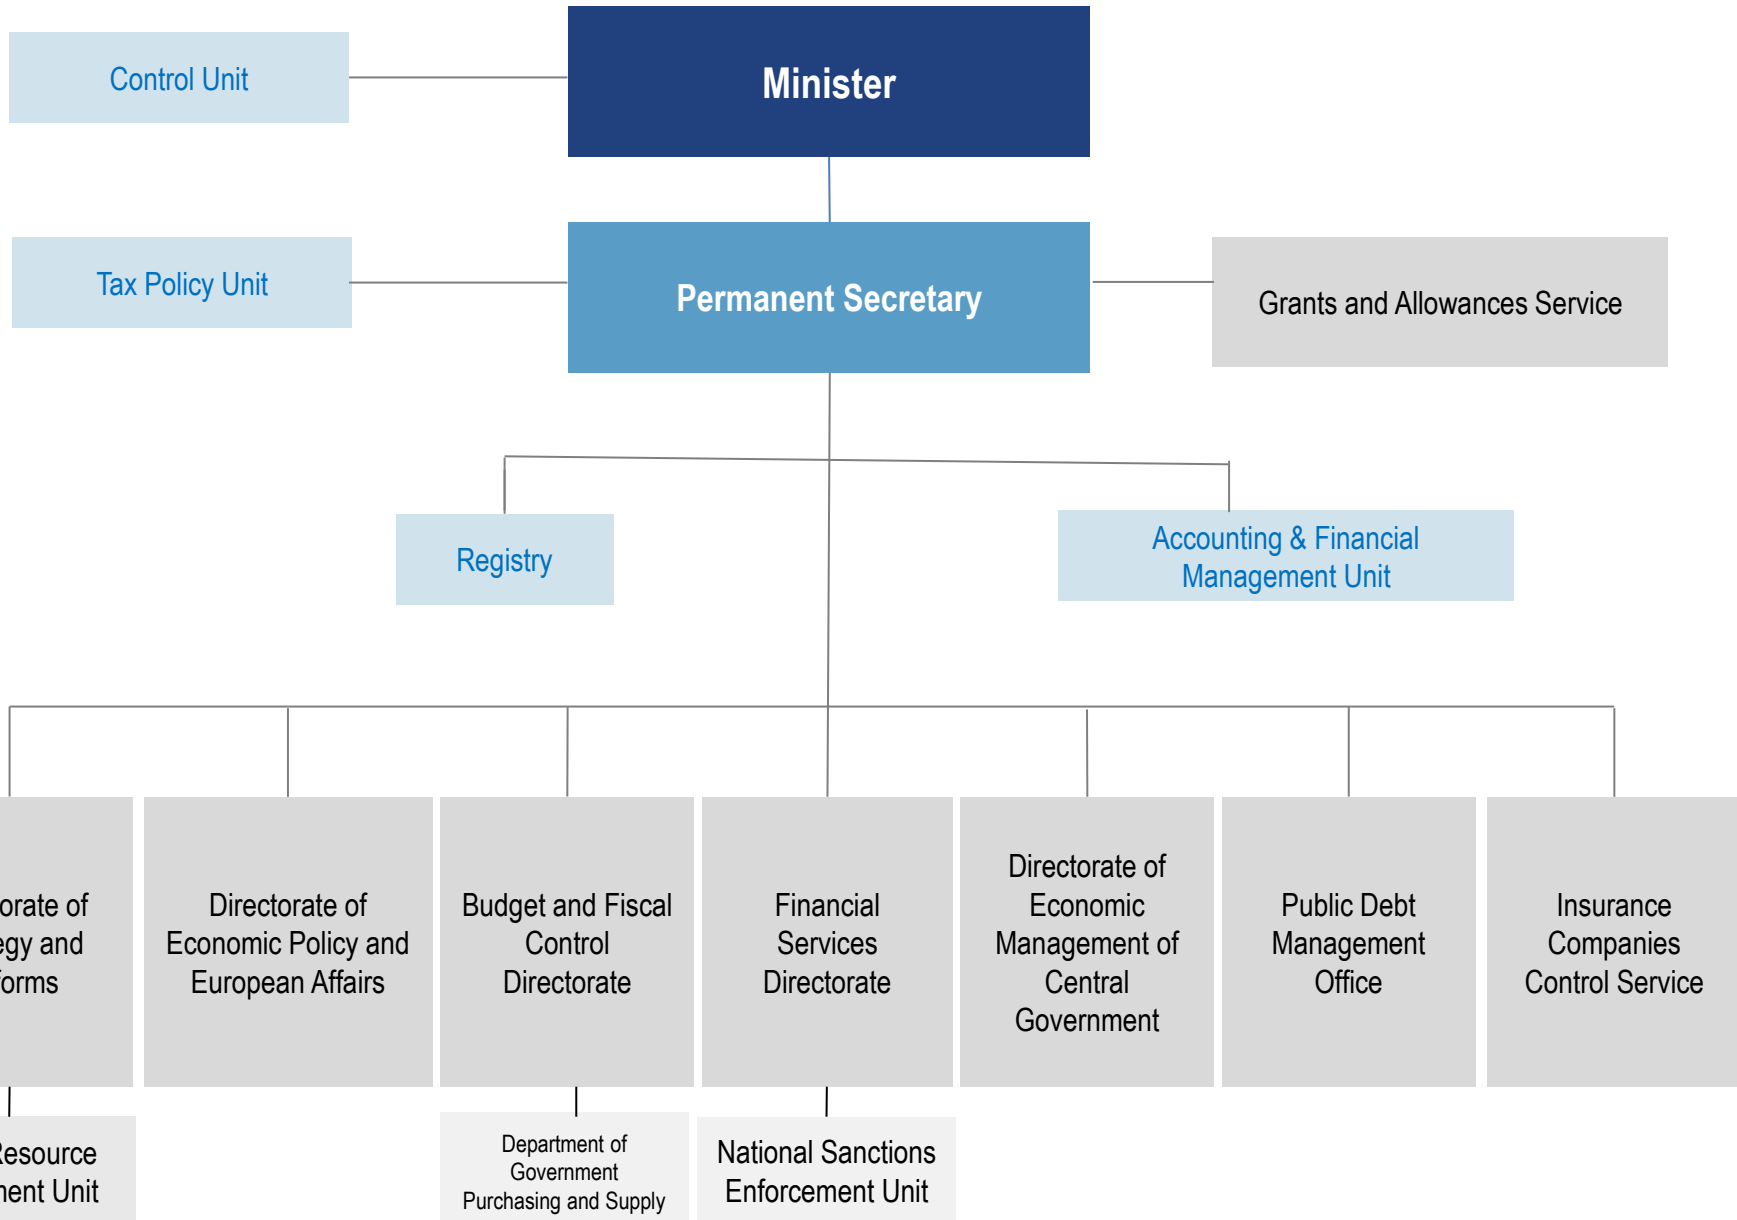 Control Unit
Minister
Tax Policy Unit
Permanent Secretary
Grants and Allowances Service
Registry
Accounting & Financial
Management Unit
orate of
egy and
orms
Directorate of
Economic Policy and
European Affairs
Budget and Fiscal
Control
Directorate
Financial
Services
Directorate
Directorate of
Economic
Management of
Central
Government
Public Debt
Management
Office
Insurance
Companies
Control Service
Resource
ment Unit
Department of
Government
Purchasing and Supply
National Sanctions
Enforcement Unit